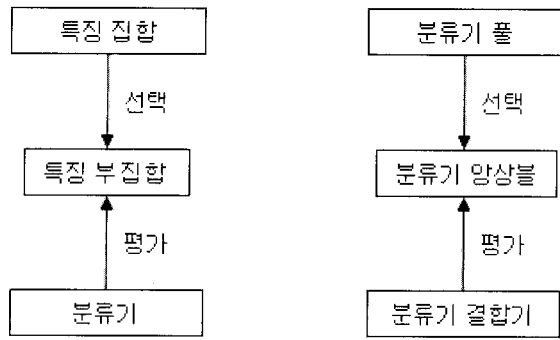 특징 집합
선택
특징 부집합
평가
분류기
분류기 풀
선택
분류기 앙상블
평가
분류기 결합기